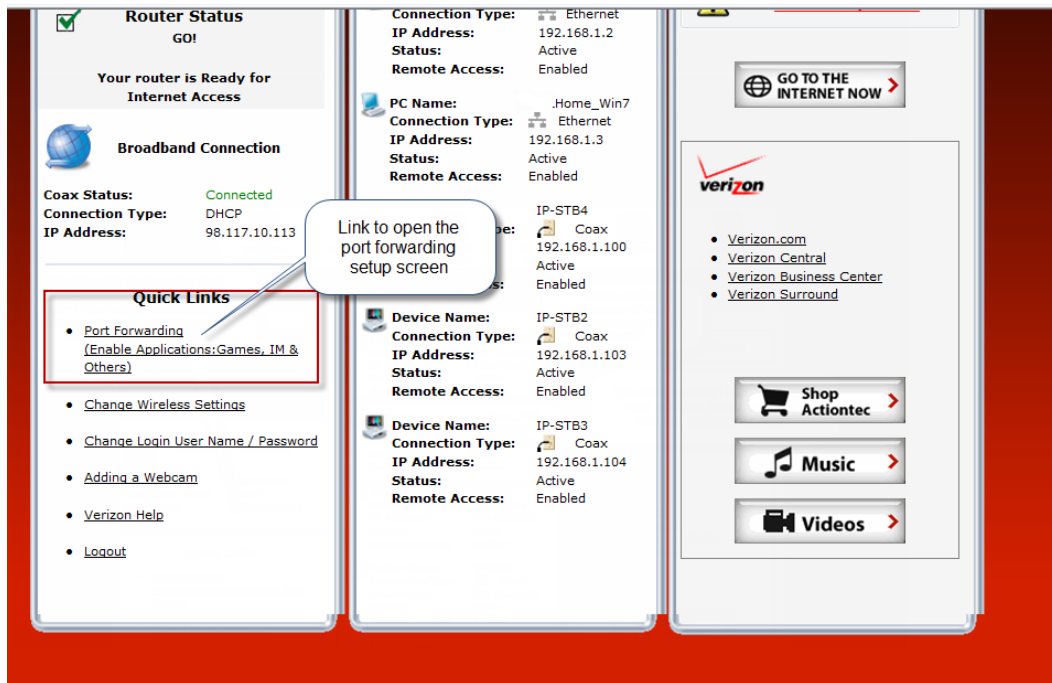 Router Status
GO!
Your router is Ready for
Internet Access
Broadband Connection
Coax Status: Connected
Connection Type: DHCP
IP Address: 98.117.10.113
Quick Links
Port Forwarding
(Enable Applications:Games, IM &
Others)
Change Wireless Settings
Change Login User Name / Password
Adding a Webcam
Verizon Help
Logout
Link to open the
port forwarding
setup screen
Connection Type: Ethernet
IP Address: 192.168.1.2
Status: Active
Remote Access: Enabled
PC Name: .Home_Win7
Connection Type: Ethernet
IP Address: 192.168.1.3
Status: Active
Remote Access: Enabled
IP-STB4
Coax
192.168.1.100
Active
Enabled
Device Name: IP-STB2
Connection Type: Coax
IP Address: 192.168.1.103
Status: Active
Remote Access: Enabled
Device Name: IP-STB3
Connection Type: Coax
IP Address: 192.168.1.104
Status: Active
Remote Access: Enabled
GO TO THE
INTERNET NOW
verizon
Verizon.com
Verizon Central
Verizon Business Center
Verizon Surround
Shop
Actiontec
Music
Videos